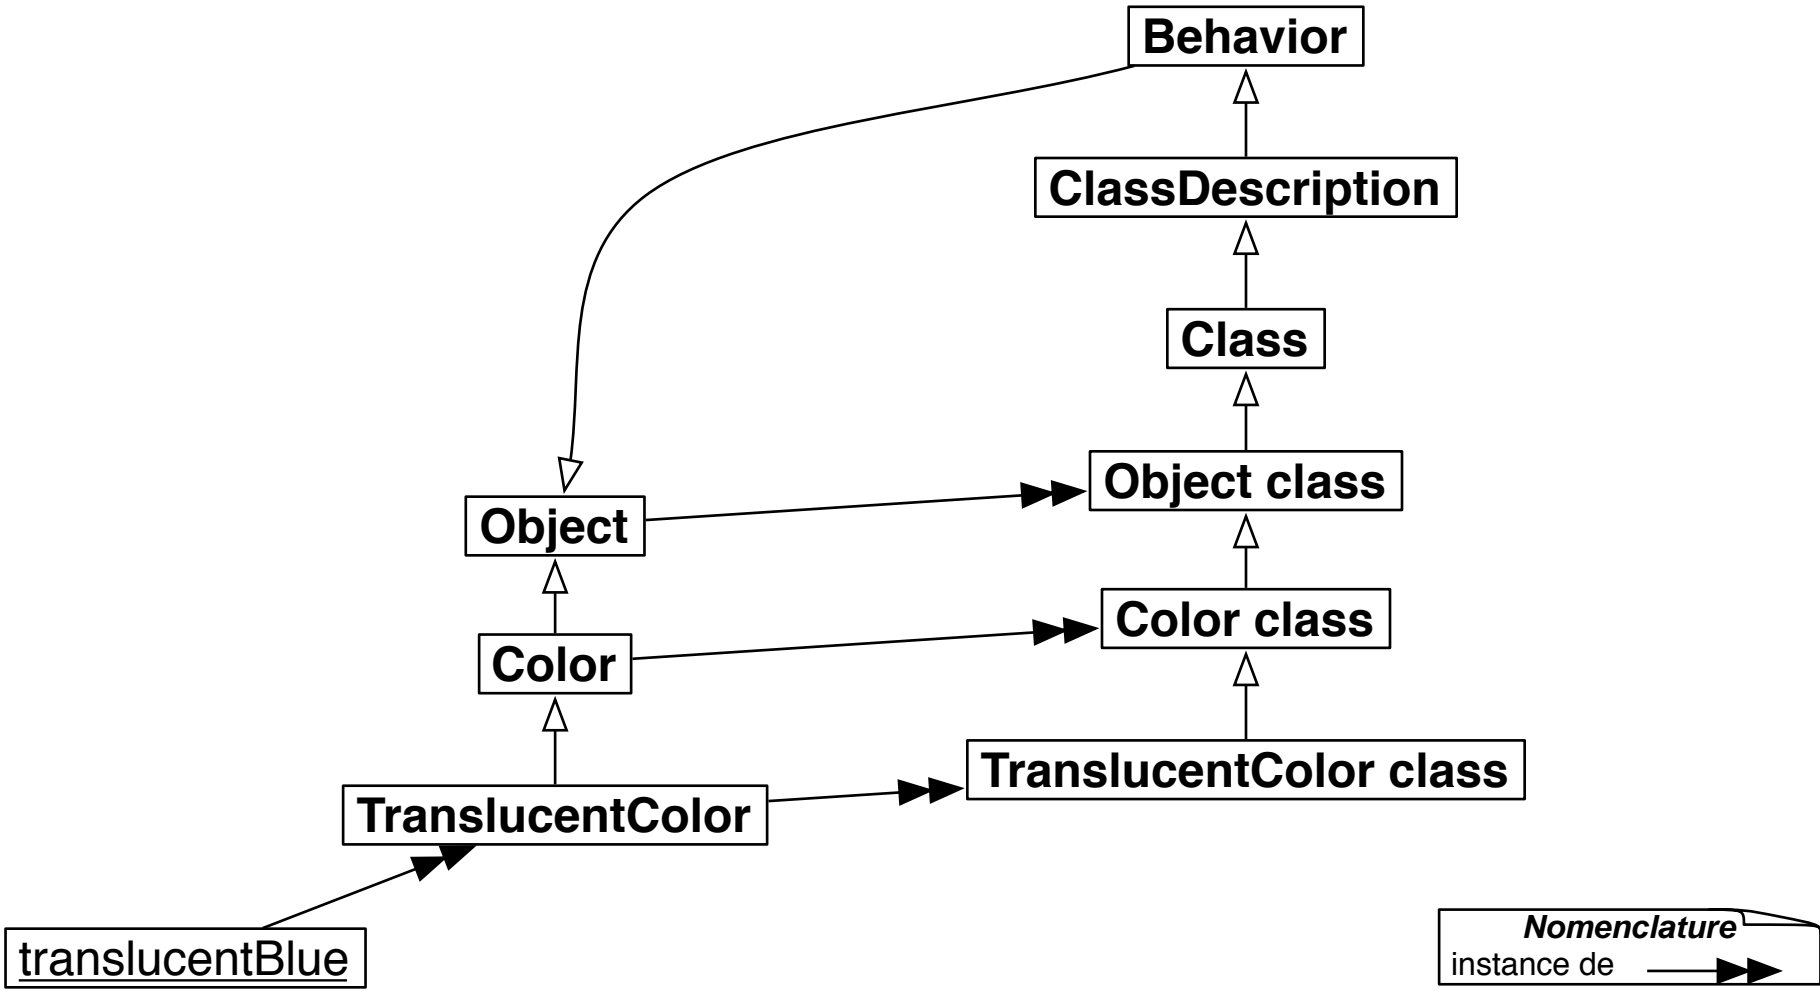 Behavior
ClassDescription
Class
Object class
Object
Color class
Color
TranslucentColor class
TranslucentColor
translucentBlue
Nomenclature
instance de